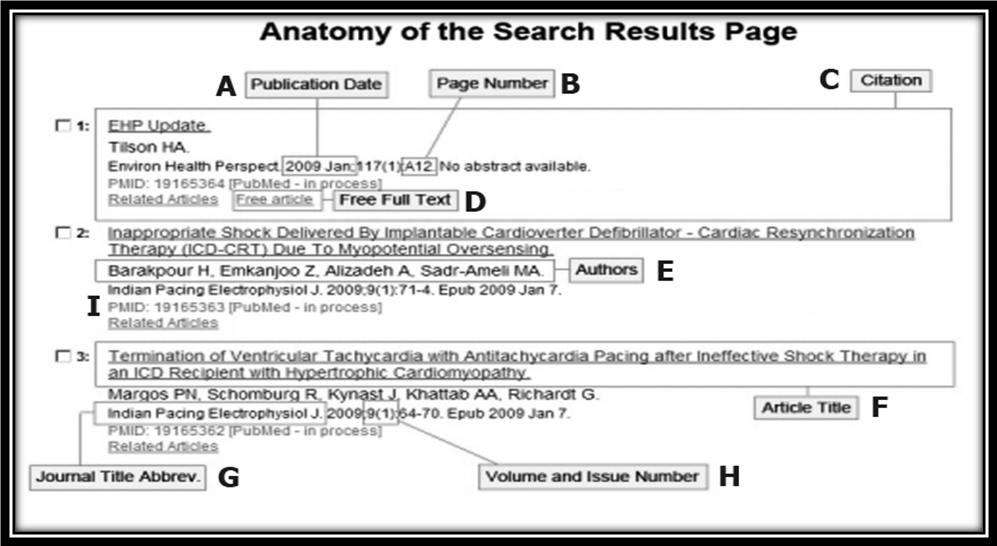 Anatomy of the Search Results Page
A Publication Date Page Number B C Citation
1: EHP Update.
Tilson HA.
Environ Health Perspect. 2009 Jan;117(1):A12. No abstract available.
PMID: 19165364 [PubMed - in process]
Related Articles Free article Free Full Text D
2: Inappropriate Shock Delivered By Implantable Cardioverter Defibrillator - Cardiac Resynchronization
Therapy (ICD-CRT) Due To Myopotential Oversensing.
Barakpour H, Emkanjoo Z, Alizadeh A, Sadr-Ameli MA. Authors E
Indian Pacing Electrophysiol J. 2009;9(1):71-4. Epub 2009 Jan 7.
I PMID: 19165363 [PubMed - in process]
Related Articles
3: Termination of Ventricular Tachycardia with Antitachycardia Pacing after Ineffective Shock Therapy in
an ICD Recipient with Hypertrophic Cardiomyopathy.
Margos PN, Schomburg R, Kynast J, Khattab AA, Richardt G.
Indian Pacing Electrophysiol J. 2009;9(1):64-70. Epub 2009 Jan 7.
Article Title F
PMID: 19165362 [PubMed - in process]
Related Articles
Journal Title Abbrev. G Volume and Issue Number H